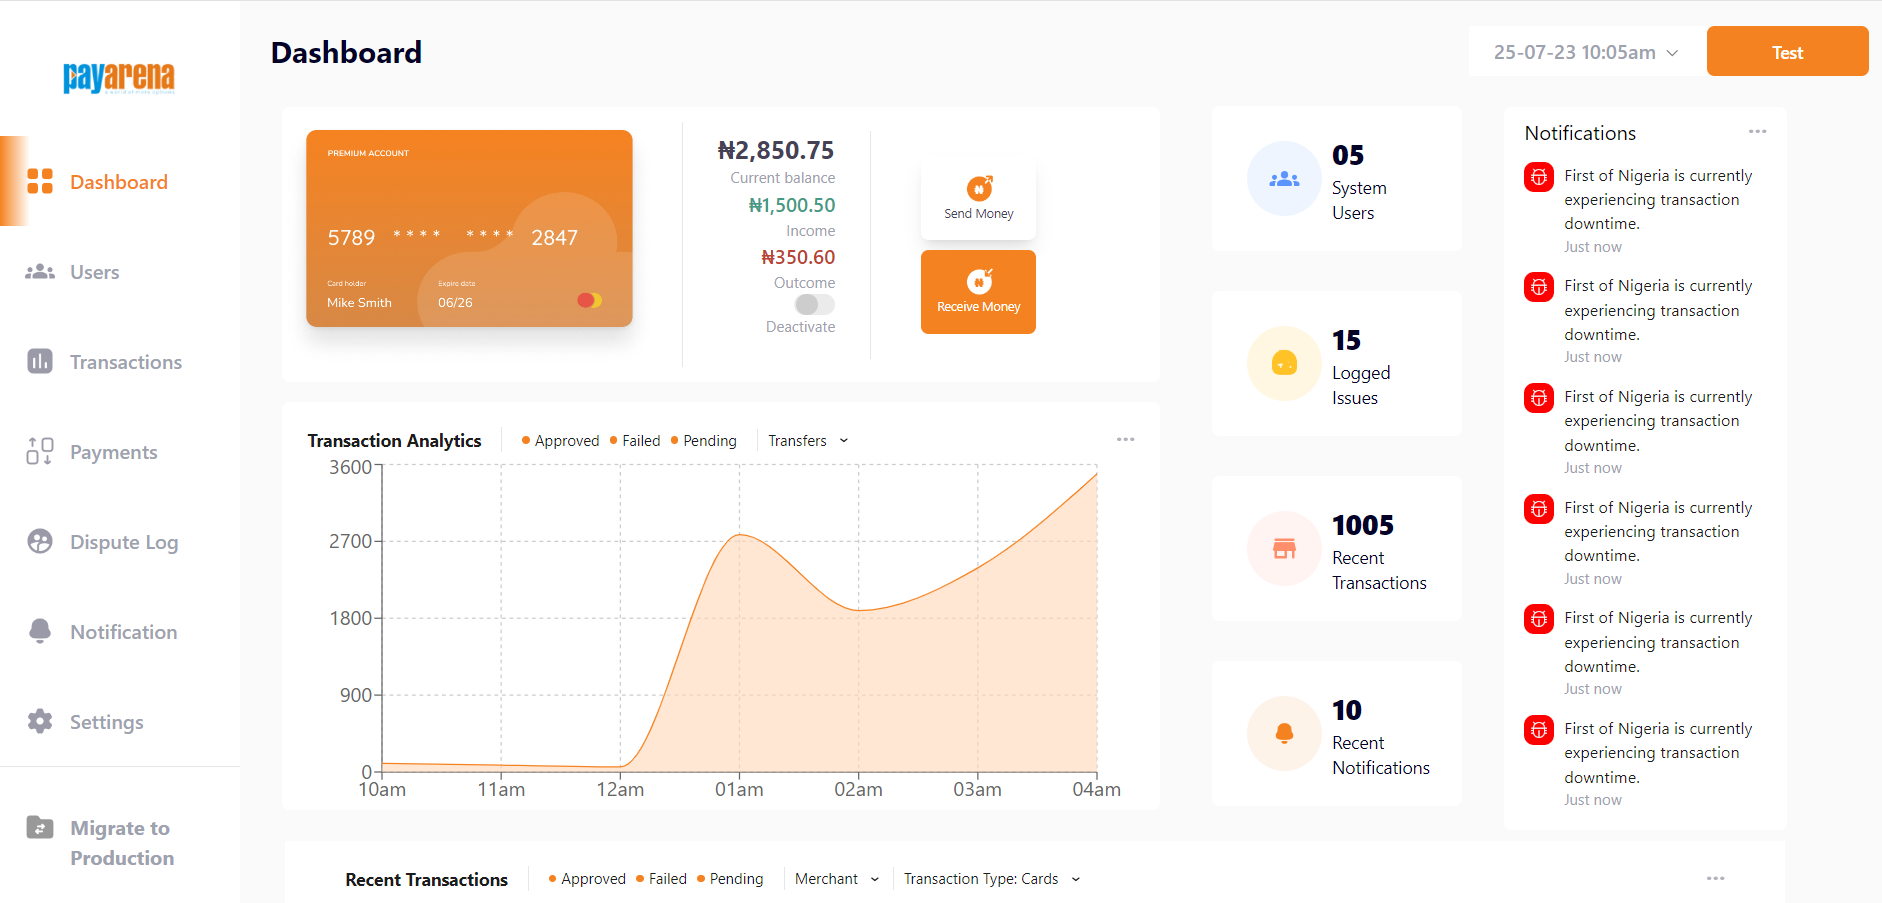 payarena
Dashboard
Users
Transactions
Payments
Dispute Log
Notification
Settings
Migrate to
Production
Dashboard
25-07-23 10:05am
Test
PREMIUM ACCOUNT
5789 **** **** 2847
Card holder
Expire date
Mike Smith
06/26
₦2,850.75
Current balance
₦1,500.50
Income
₦350.60
Outcome
Deactivate
Send Money
Receive Money
Transaction Analytics
Approved Failed Pending
Transfers
3600
2700
1800
900
0
10am 11am 12am 01am 02am 03am 04am
05
System
Users
15
Logged
Issues
1005
Recent
Transactions
10
Recent
Notifications
Notifications
First of Nigeria is currently
experiencing transaction
downtime.
Just now
First of Nigeria is currently
experiencing transaction
downtime.
Just now
First of Nigeria is currently
experiencing transaction
downtime.
Just now
First of Nigeria is currently
experiencing transaction
downtime.
Just now
First of Nigeria is currently
experiencing transaction
downtime.
Just now
First of Nigeria is currently
experiencing transaction
downtime.
Just now
Recent Transactions
Approved Failed Pending
Merchant
Transaction Type: Cards